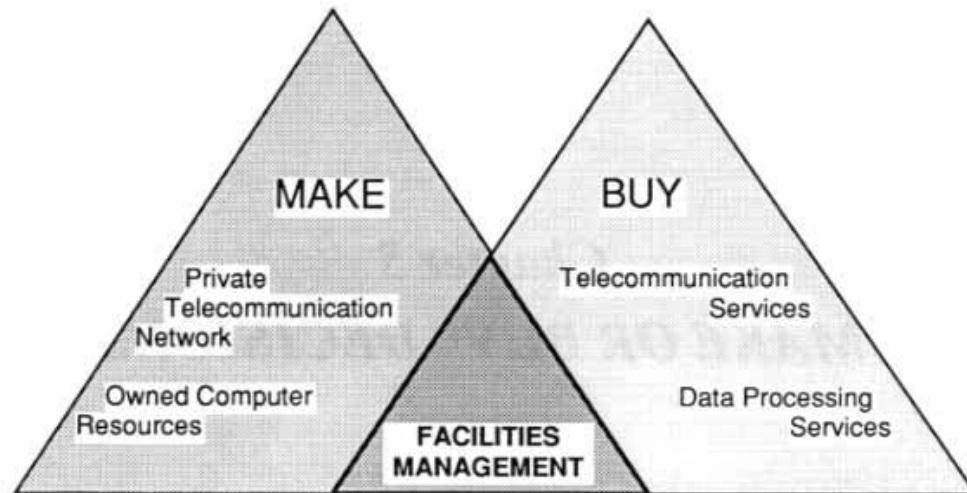 MAKE
Private
Telecommunication
Network
Owned Computer
Resources
BUY
Telecommunication
Services
Data Processing
Services
FACILITIES
MANAGEMENT